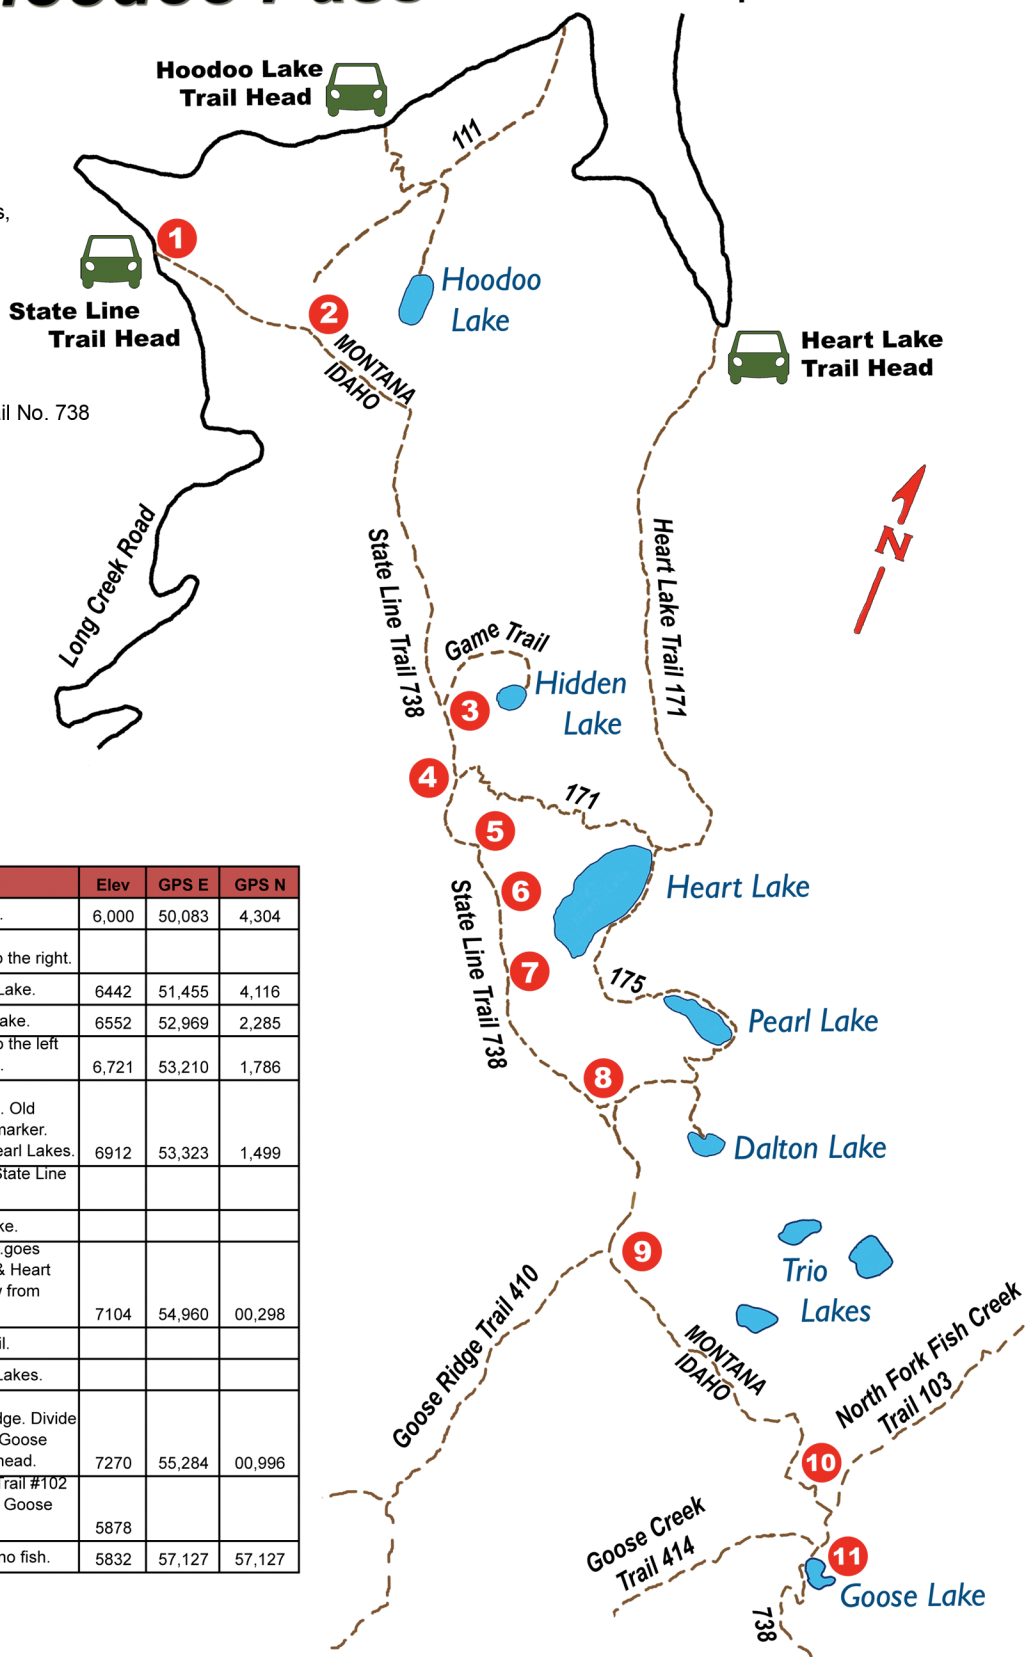 Hoodoo Lake
Trail Head
111
s,
1
State Line
Trail Head
Hoodoo
Lake
2
MONTANA
IDAHO
Heart Lake
Trail Head
il No. 738
N
Long Creek Road
State Line Trail 738
Heart Lake Trail 171
Game Trail
Hidden
Lake
3
4
171
5
6
Heart Lake
State Line Trail 738
7
175
Pearl Lake
8
Dalton Lake
9
Trio
Lakes
Goose Ridge Trail 410
MONTANA
IDAHO
North Fork Fish Creek
Trail 103
10
Goose Creek
Trail 414
11
Goose Lake
738
Elev GPS E GPS N
. 6,000 50,083 4,304
o the right.
Lake. 6442 51,455 4,116
ake. 6552 52,969 2,285
o the left
. 6,721 53,210 1,786
. Old
marker.
earl Lakes. 6912 53,323 1,499
State Line
ke.
.goes
& Heart
y from
7104 54,960 00,298
il.
Lakes.
dge. Divide
Goose
head. 7270 55,284 00,996
Trail #102
Goose
5878
no fish. 5832 57,127 57,127